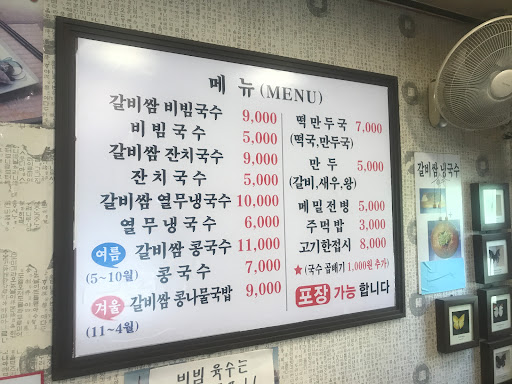 메 뉴 (MENU)
갈비쌈 비빔국수 9,000
비 빔 국 수 5,000
갈비쌈 잔치국수 9,000
잔 치 국 수 5,000
갈비쌈 열무냉국수 10,000
열 무 냉 국 수 6,000
여름 갈비쌈 콩국수 11,000
(5~10월) 콩 국 수 7,000
겨울 갈비쌈 콩나물국밥 9,000
(11~4월)
떡 만 두 국 7,000
(떡국,만두국)
만 두 5,000
(갈비,새우,왕)
메밀전병 5,000
주먹밥 3,000
고기한접시 8,000
★(국수 곱빼기 1,000원 추가)
포장 가능 합니다
갈비쌈 냉국수
비빔 육수는